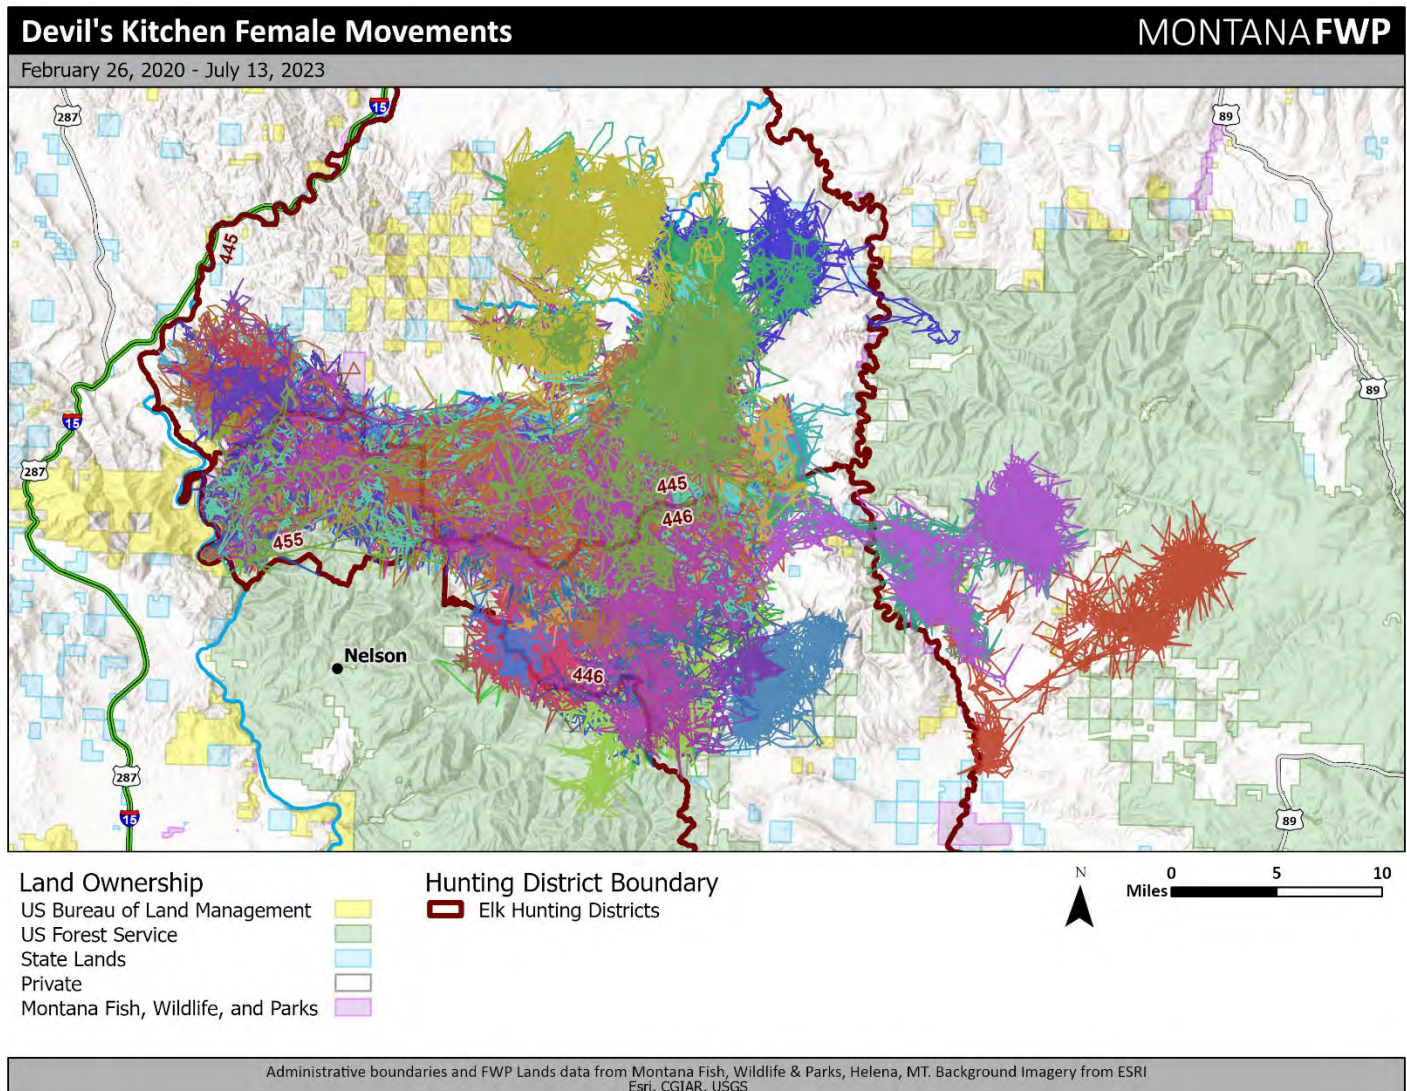 Devil's Kitchen Female Movements
MONTANA FWP
February 26, 2020 - July 13, 2023
287
15
89
445
89
15
287
445
446
455
Nelson
446
287
15
89
Land Ownership
US Bureau of Land Management
US Forest Service
State Lands
Private
Montana Fish, Wildlife, and Parks
Hunting District Boundary
Elk Hunting Districts
N
0 5 10
Miles
Administrative boundaries and FWP Lands data from Montana Fish, Wildlife & Parks, Helena, MT. Background Imagery from ESRI
Esri, CGIAR, USGS